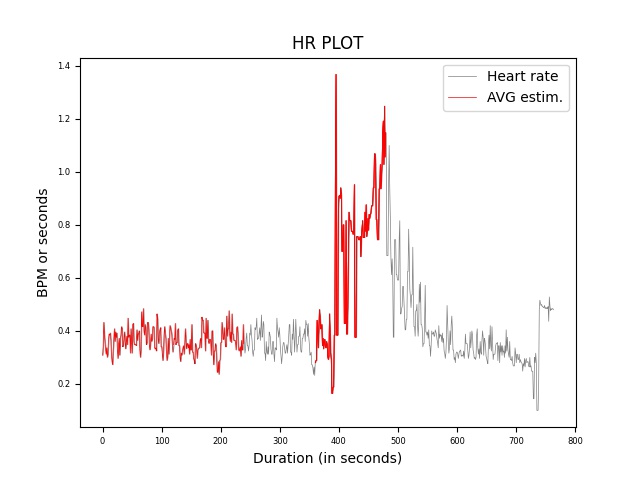 HR PLOT
Heart rate
AVG estim.
1.4
1.2
1.0
0.8
0.6
0.4
0.2
BPM or seconds
0 100 200 300 400 500 600 700 800
Duration (in seconds)